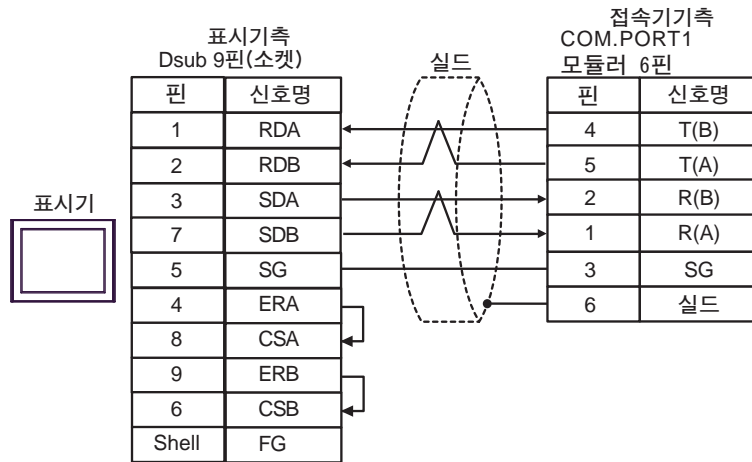 표시기측
Dsub 9핀(소켓)
실드
접속기기측
COM.PORT1
모듈러 6핀
표시기
핀 신호명
1 RDA
2 RDB
3 SDA
7 SDB
5 SG
4 ERA
8 CSA
9 ERB
6 CSB
Shell FG
핀 신호명
4 T(B)
5 T(A)
2 R(B)
1 R(A)
3 SG
6 실드